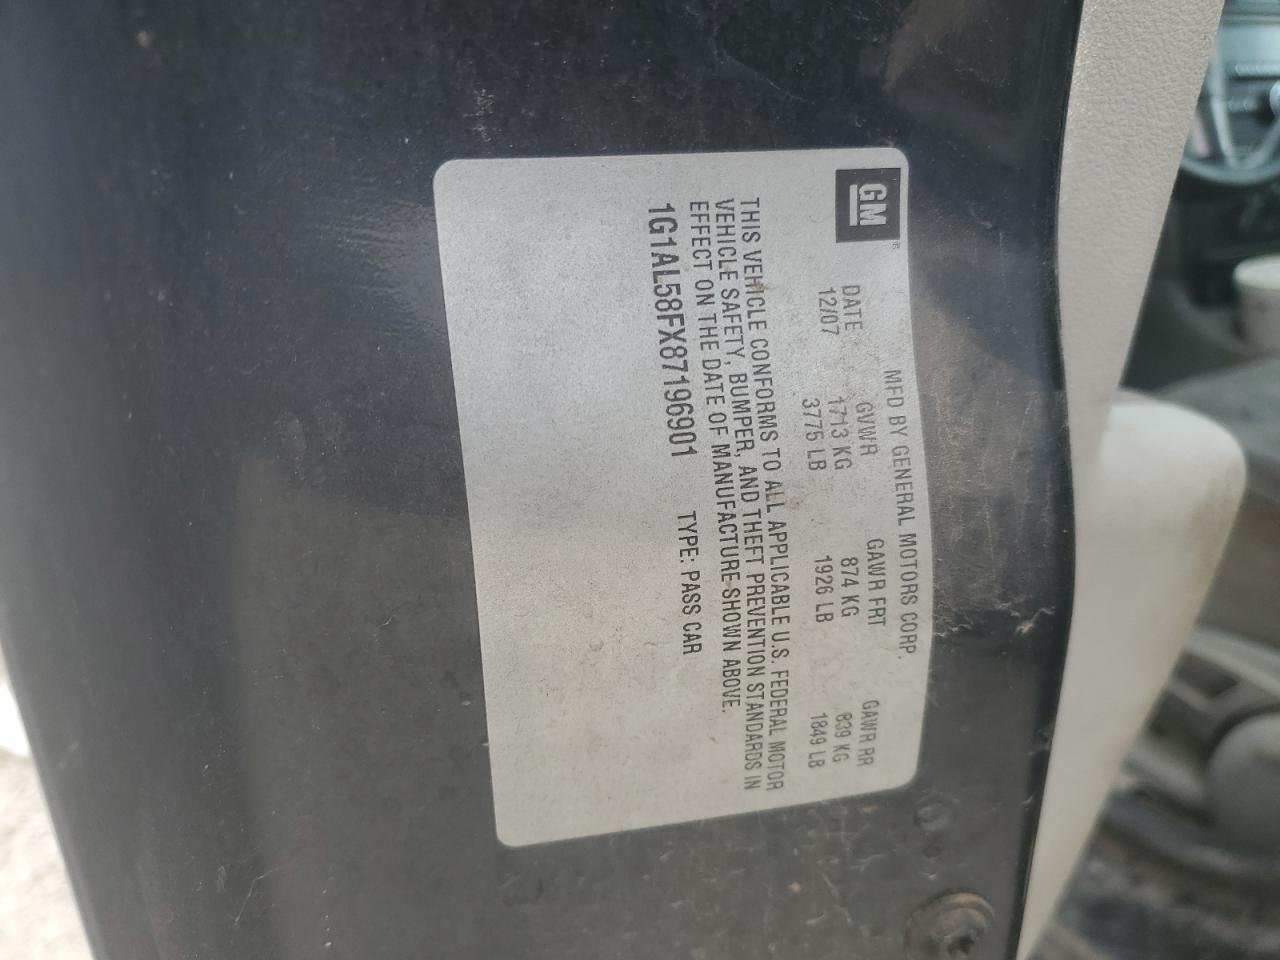 GM ®
MFD BY GENERAL MOTORS CORP.
DATE GVWR GAWR FRT GAWR RR
12/07 1713 KG 874 KG 839 KG
3775 LB 1926 LB 1849 LB
THIS VEHICLE CONFORMS TO ALL APPLICABLE U.S. FEDERAL MOTOR
VEHICLE SAFETY, BUMPER, AND THEFT PREVENTION STANDARDS IN
EFFECT ON THE DATE OF MANUFACTURE SHOWN ABOVE.
1G1AL58FX87196901 TYPE: PASS CAR